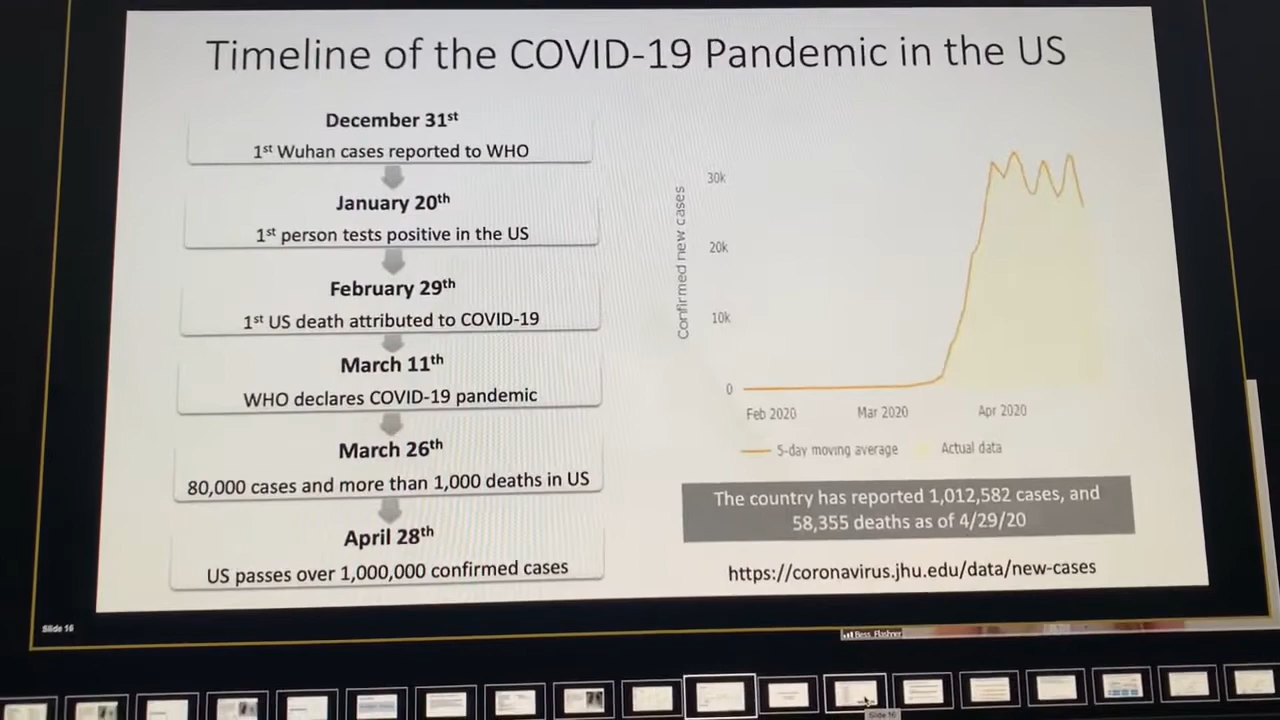 Timeline of the COVID-19 Pandemic in the US
December 31st
1st Wuhan cases reported to WHO
January 20th
1st person tests positive in the US
February 29th
1st US death attributed to COVID-19
March 11th
WHO declares COVID-19 pandemic
March 26th
80,000 cases and more than 1,000 deaths in US
April 28th
US passes over 1,000,000 confirmed cases
Confirmed new cases
30k
20k
10k
0
Feb 2020 Mar 2020 Apr 2020
5-day moving average Actual data
The country has reported 1,012,582 cases, and
58,355 deaths as of 4/29/20
https://coronavirus.jhu.edu/data/new-cases
Slide 16
Bess Flashner
Slide 16